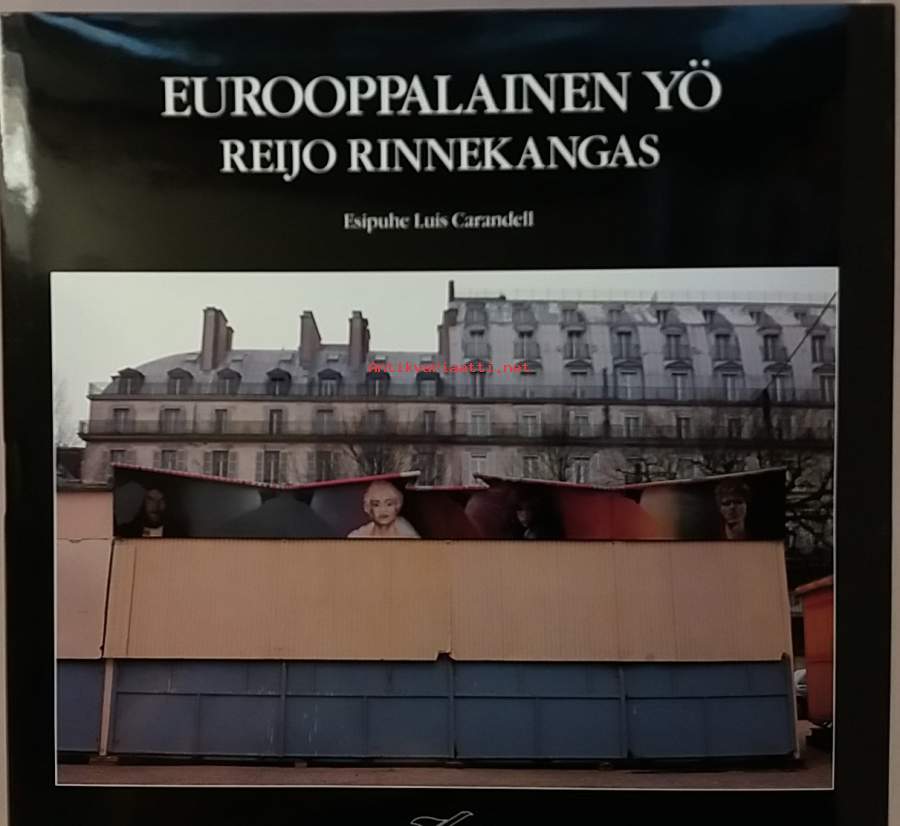 EUROOPPALAINEN YÖ
REIJO RINNEKANGAS
Esipuhe Luis Carandell
Antikvariaatti.net